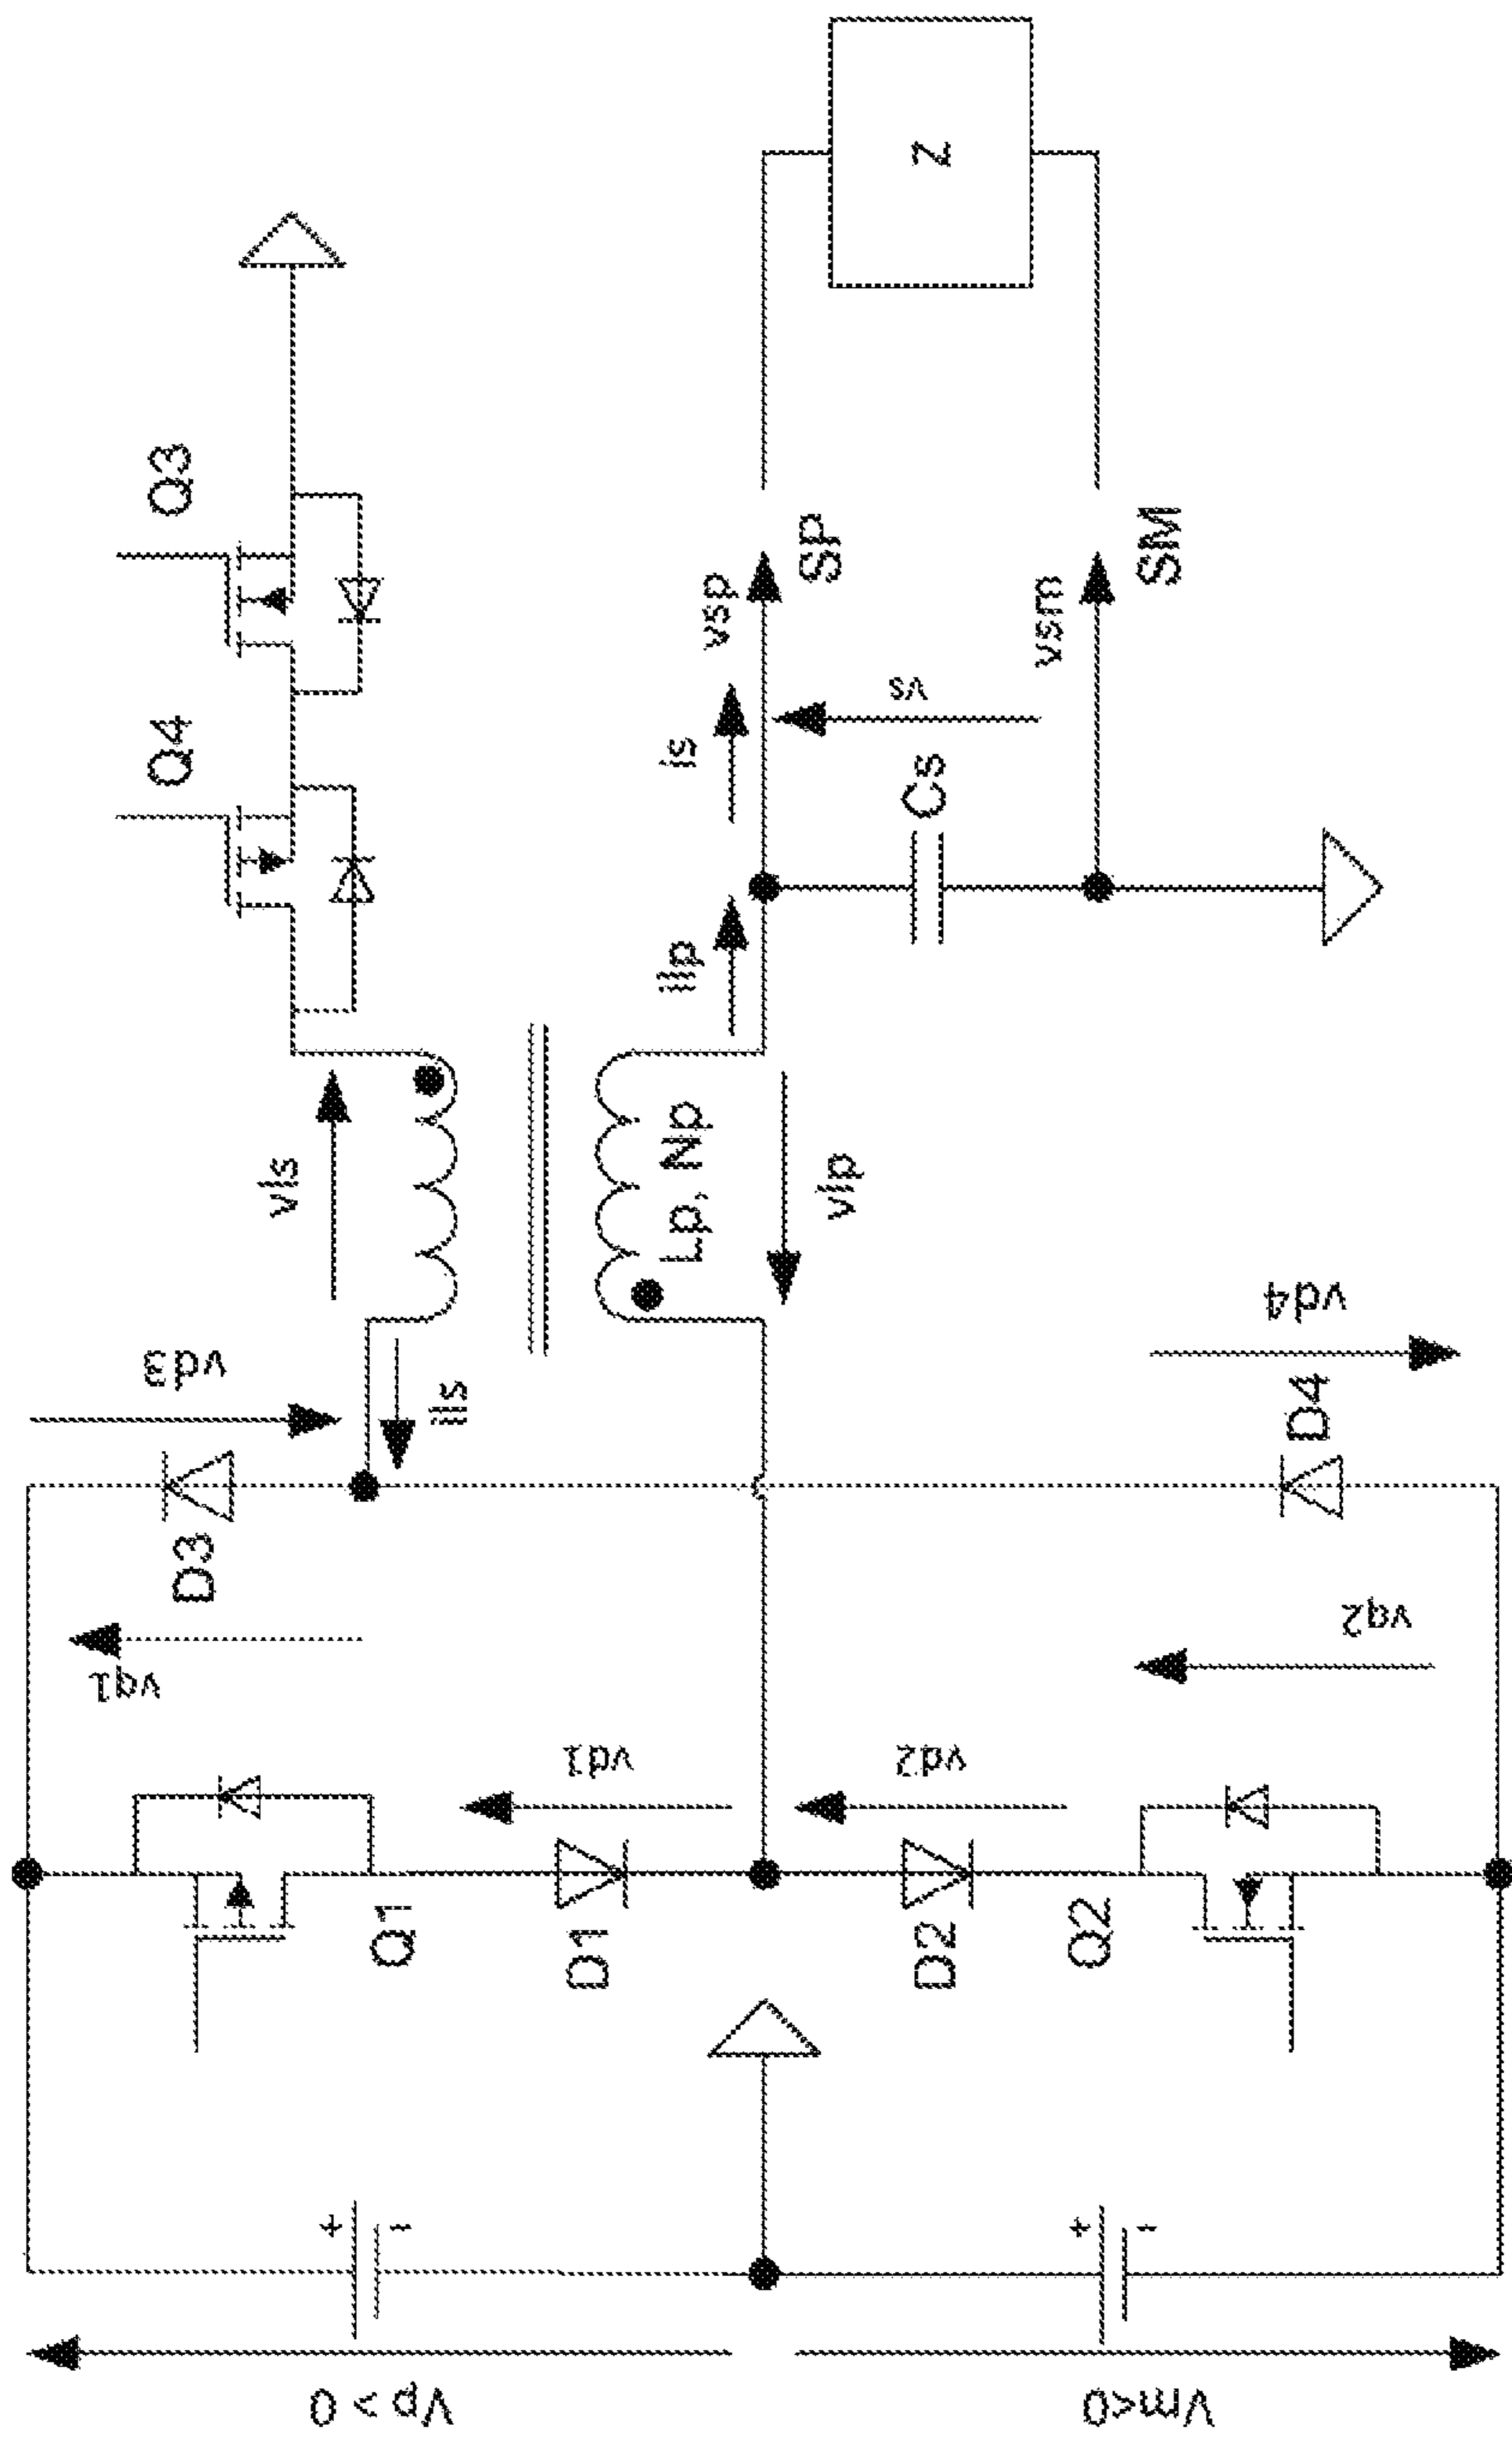 Q3
Q4
Z
SP
vsp
is
vs
SM
vsm
Cs
ilp
vls
Lp, Np
vlp
vd3
ils
D3
vd4
D4
vq1
vq2
vd1
vd2
Q1
D1
D2
Q2
+
-
+
-
Vp > 0
Vm<0